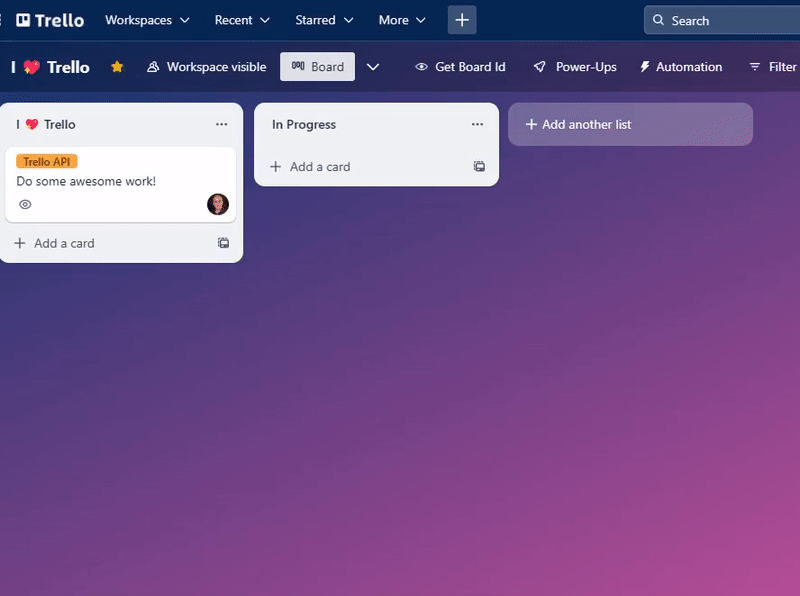 Trello Workspaces Recent Starred More Search
I 💖 Trello Workspace visible Board Get Board Id Power-Ups Automation Filter
I 💖 Trello
Trello API
Do some awesome work!
Add a card
In Progress
Add a card
Add another list